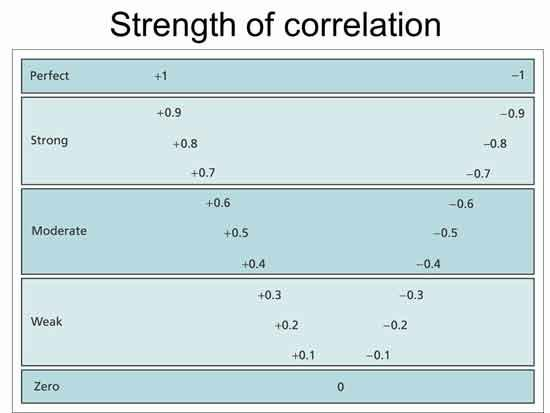 Strength of correlation
Perfect +1 −1
+0.9 −0.9
Strong
+0.8 −0.8
+0.7 −0.7
+0.6 −0.6
Moderate +0.5 −0.5
+0.4 −0.4
+0.3 −0.3
Weak +0.2 −0.2
+0.1 −0.1
Zero 0